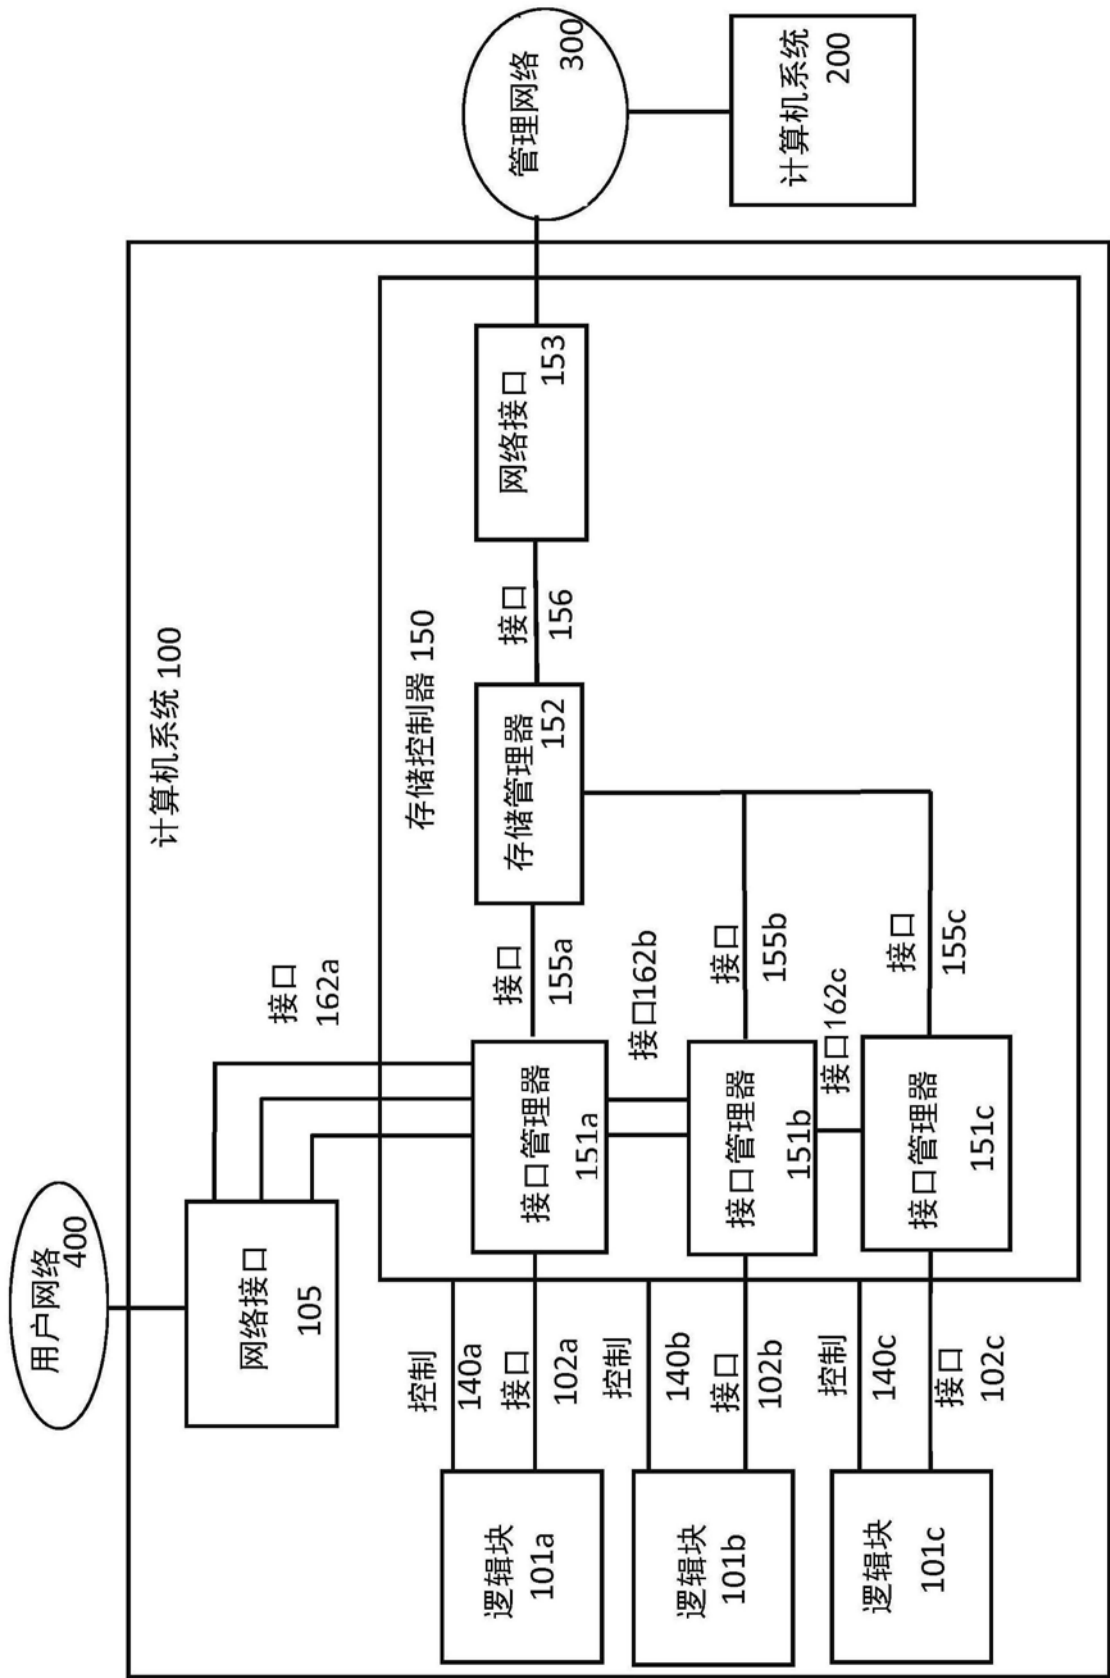 用户网络
400
计算机系统 100
网络接口
105
接口
162a
管理网络
300
计算机系统
200
存储控制器 150
控制
140a
接口
102a
逻辑块
101a
接口管理器
151a
接口
155a
存储管理器
152
接口
156
网络接口
153
接口162b
控制
140b
接口
102b
逻辑块
101b
接口管理器
151b
接口
155b
接口162c
控制
140c
接口
102c
逻辑块
101c
接口管理器
151c
接口
155c